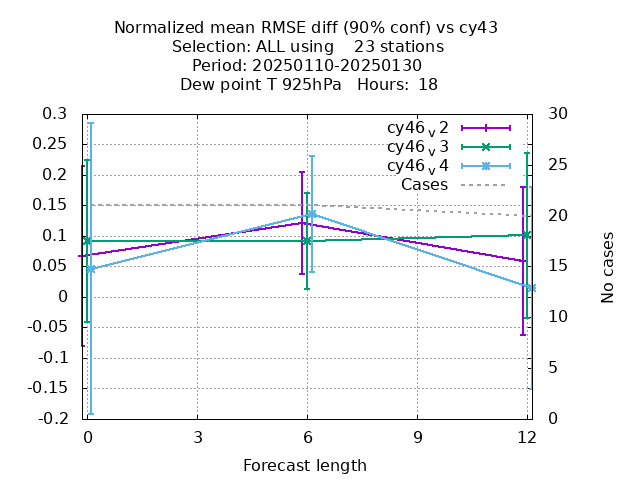 Normalized mean RMSE diff (90% conf) vs cy43
Selection: ALL using    23 stations
Period: 20250110-20250130
Dew point T 925hPa   Hours:  18
0.3
0.25
0.2
0.15
0.1
0.05
0
-0.05
-0.1
-0.15
-0.2
30
25
20
15
10
5
0
cy46v2
cy46v3
cy46v4
Cases
No cases
0 3 6 9 12
Forecast length